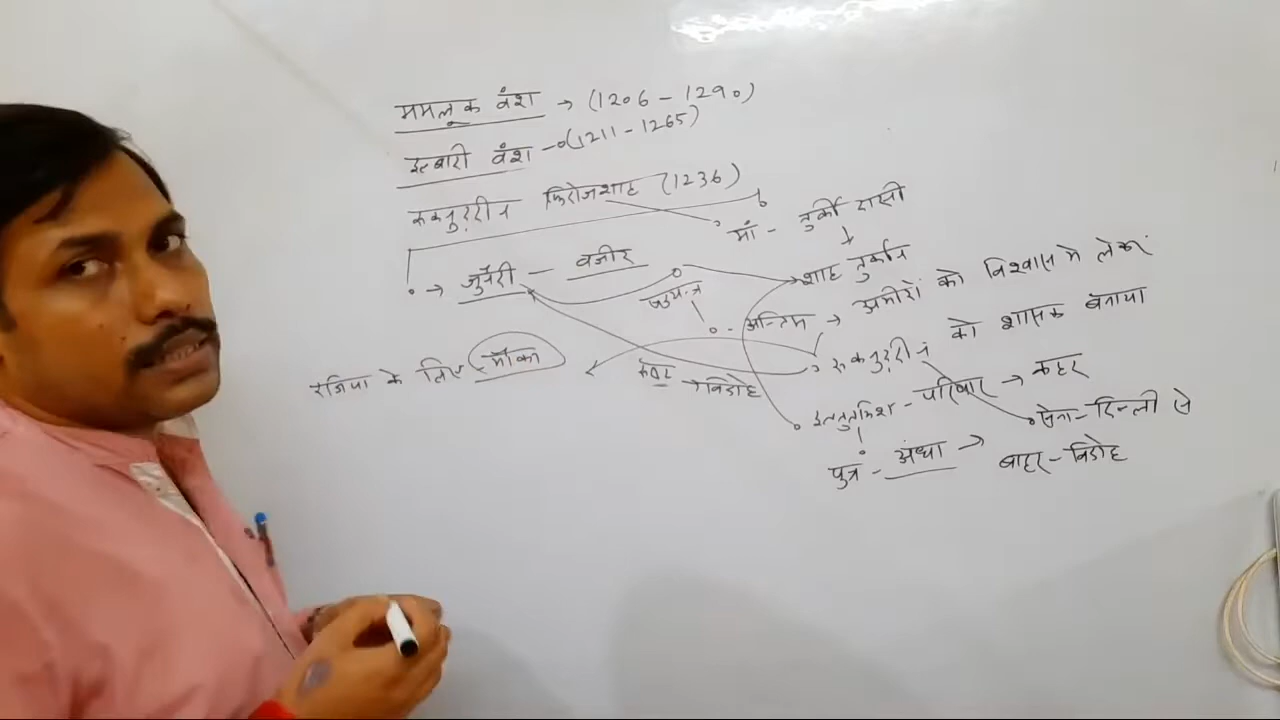 ममलूक वंश → (1206 - 1290)
इल्बारी वंश - (1211 - 1265)
रुकनुद्दीन फिरोजशाह (1236)
माँ - तुर्की दासी
→ जुनैदी - वजीर
शाह तुर्कान
षड्यन्त्र
अन्तिम → अमीरों को विश्वास मे लेकर
रुकनुद्दीन को शासक बनाया
रजिया के लिए मौका
→ विद्रोह
इल्तुतमिश - परिवार → कहर
सेना - दिल्ली से
पुत्र - अंधा →
बाहर - विद्रोह